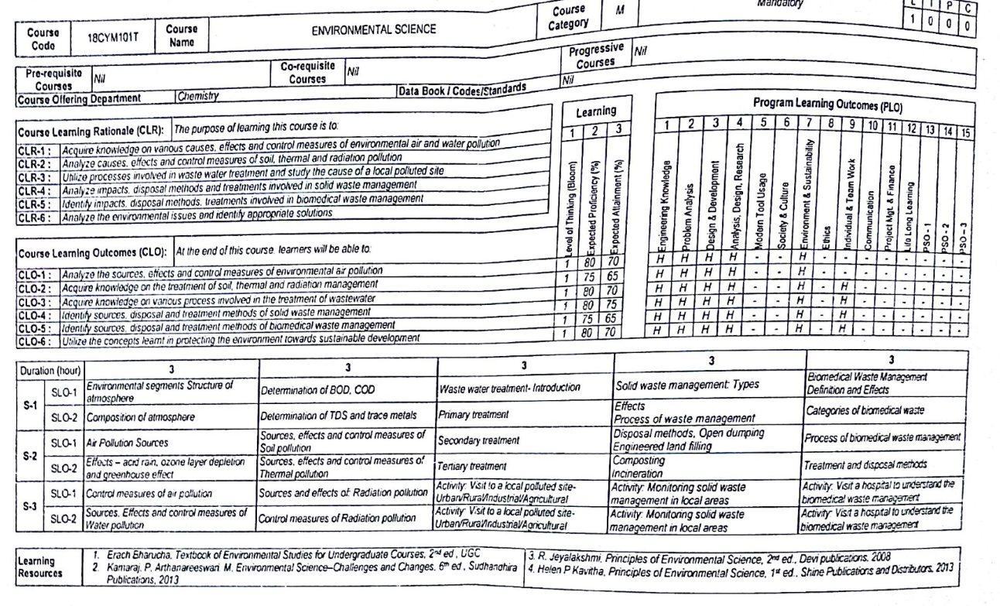 Course Code 18CYM101T Course Name ENVIRONMENTAL SCIENCE Course Category M Mandatory L T P C
1 0 0 0
Pre-requisite Courses Nil Co-requisite Courses Nil Progressive Courses Nil
Course Offering Department Chemistry Data Book / Codes/Standards Nil
Course Learning Rationale (CLR): The purpose of learning this course is to:
CLR-1 : Acquire knowledge on various causes, effects and control measures of environmental air and water pollution
CLR-2 : Analyze causes, effects and control measures of soil, thermal and radiation pollution
CLR-3 : Utilize processes involved in waste water treatment and study the cause of a local polluted site
CLR-4 : Analyze impacts, disposal methods and treatments involved in solid waste management
CLR-5 : Identify impacts, disposal methods, treatments involved in biomedical waste management
CLR-6 : Analyze the environmental issues and identify appropriate solutions
Learning
1 2 3
Level of Thinking (Bloom)
Expected Proficiency (%)
Expected Attainment (%)
Program Learning Outcomes (PLO)
1 2 3 4 5 6 7 8 9 10 11 12 13 14 15
Engineering Knowledge
Problem Analysis
Design & Development
Analysis, Design, Research
Modern Tool Usage
Society & Culture
Environment & Sustainability
Ethics
Individual & Team Work
Communication
Project Mgt. & Finance
Life Long Learning
PSO - 1
PSO - 2
PSO – 3
Course Learning Outcomes (CLO): At the end of this course, learners will be able to:
CLO-1 : Analyze the sources, effects and control measures of environmental air pollution 1 80 70 H H H H - - H - - - - - - - -
CLO-2 : Acquire knowledge on the treatment of soil, thermal and radiation management 1 75 65 H H H H - - H - - - - - - - -
CLO-3 : Acquire knowledge on various process involved in the treatment of wastewater 1 80 70 H H H H - - H - H - - - - - -
CLO-4 : Identify sources, disposal and treatment methods of solid waste management 1 80 75 H H H H - - H - H - - - - - -
CLO-5 : Identify sources, disposal and treatment methods of biomedical waste management 1 75 65 H H H H - - H - H - - - - - -
CLO-6 : Utilize the concepts learnt in protecting the environment towards sustainable development 1 80 70 H H H H - - H - H - - - - - -
Duration (hour) 3 3 3 3 3
S-1 SLO-1 Environmental segments Structure of atmosphere Determination of BOD, COD Waste water treatment- Introduction Solid waste management: Types Biomedical Waste Management Definition and Effects
SLO-2 Composition of atmosphere Determination of TDS and trace metals Primary treatment Effects Process of waste management Categories of biomedical waste
S-2 SLO-1 Air Pollution Sources Sources, effects and control measures of Soil pollution Secondary treatment Disposal methods, Open dumping Engineered land filling Process of biomedical waste management
SLO-2 Effects – acid rain, ozone layer depletion and greenhouse effect Sources, effects and control measures of Thermal pollution Tertiary treatment Composting Incineration Treatment and disposal methods
S-3 SLO-1 Control measures of air pollution Sources and effects of: Radiation pollution Activity: Visit to a local polluted site- Urban/Rural/Industrial/Agricultural Activity: Monitoring solid waste management in local areas Activity: Visit a hospital to understand the biomedical waste management
SLO-2 Sources, Effects and control measures of Water pollution Control measures of Radiation pollution Activity: Visit to a local polluted site- Urban/Rural/Industrial/Agricultural Activity: Monitoring solid waste management in local areas Activity: Visit a hospital to understand the biomedical waste management
Learning Resources
1. Erach Bharucha, Textbook of Environmental Studies for Undergraduate Courses, 2nd ed , UGC
2. Kamaraj. P, Arthanareeswari. M, Environmental Science–Challenges and Changes, 6th ed , Sudhandhira
Publications, 2013
3. R. Jeyalakshmi, Principles of Environmental Science, 2nd ed., Devi publications, 2008
4. Helen P Kavitha, Principles of Environmental Science, 1st ed., Shine Publications and Distributors, 2013